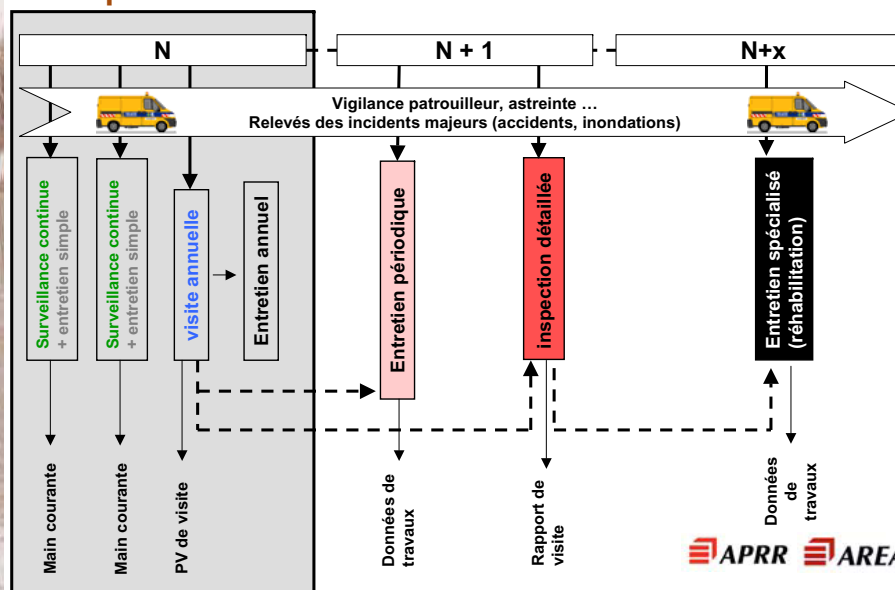 N
N + 1
N+x
Vigilance patrouilleur, astreinte …
Relevés des incidents majeurs (accidents, inondations)
Surveillance continue
+ entretien simple
Surveillance continue
+ entretien simple
visite annuelle
Entretien annuel
Entretien périodique
inspection détaillée
Entretien spécialisé
(réhabilitation)
Main courante
Main courante
PV de visite
Données de
travaux
Rapport de
visite
Données
de
travaux
APRR
AREA